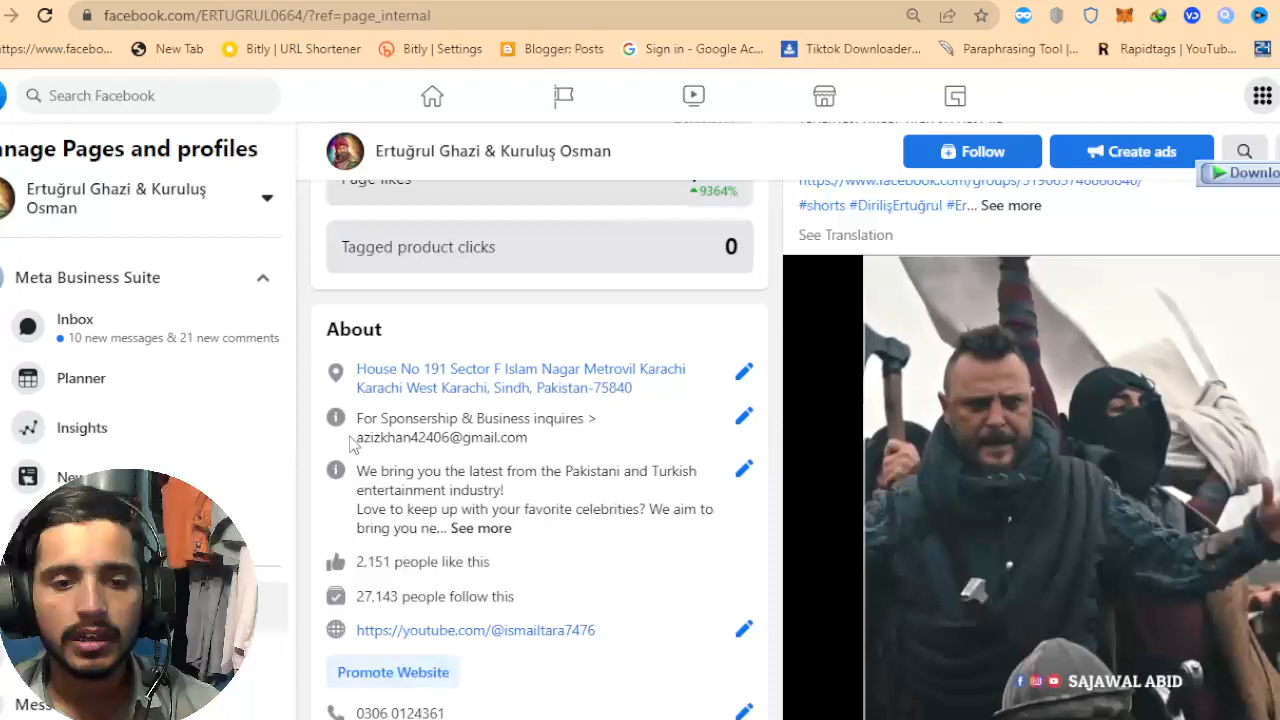 facebook.com/ERTUGRUL0664/?ref=page_internal
https://www.facebo...
New Tab
Bitly | URL Shortener
Bitly | Settings
Blogger: Posts
Sign in - Google Ac...
Tiktok Downloader...
Paraphrasing Tool |...
Rapidtags | YouTub...
Search Facebook
anage Pages and profiles
Ertuğrul Ghazi & Kuruluş
Osman
Meta Business Suite
Inbox
10 new messages & 21 new comments
Planner
Insights
Ertuğrul Ghazi & Kuruluş Osman
Follow
Create ads
Downlo
Page likes
9364%
Tagged product clicks
0
About
House No 191 Sector F Islam Nagar Metrovil Karachi
Karachi West Karachi, Sindh, Pakistan-75840
For Sponsership & Business inquires >
azizkhan42406@gmail.com
We bring you the latest from the Pakistani and Turkish
entertainment industry!
Love to keep up with your favorite celebrities? We aim to
bring you ne... See more
2,151 people like this
27,143 people follow this
https://youtube.com/@ismailtara7476
Promote Website
0306 0124361
#shorts #DirilişErtuğrul #Er... See more
See Translation
SAJAWAL ABID